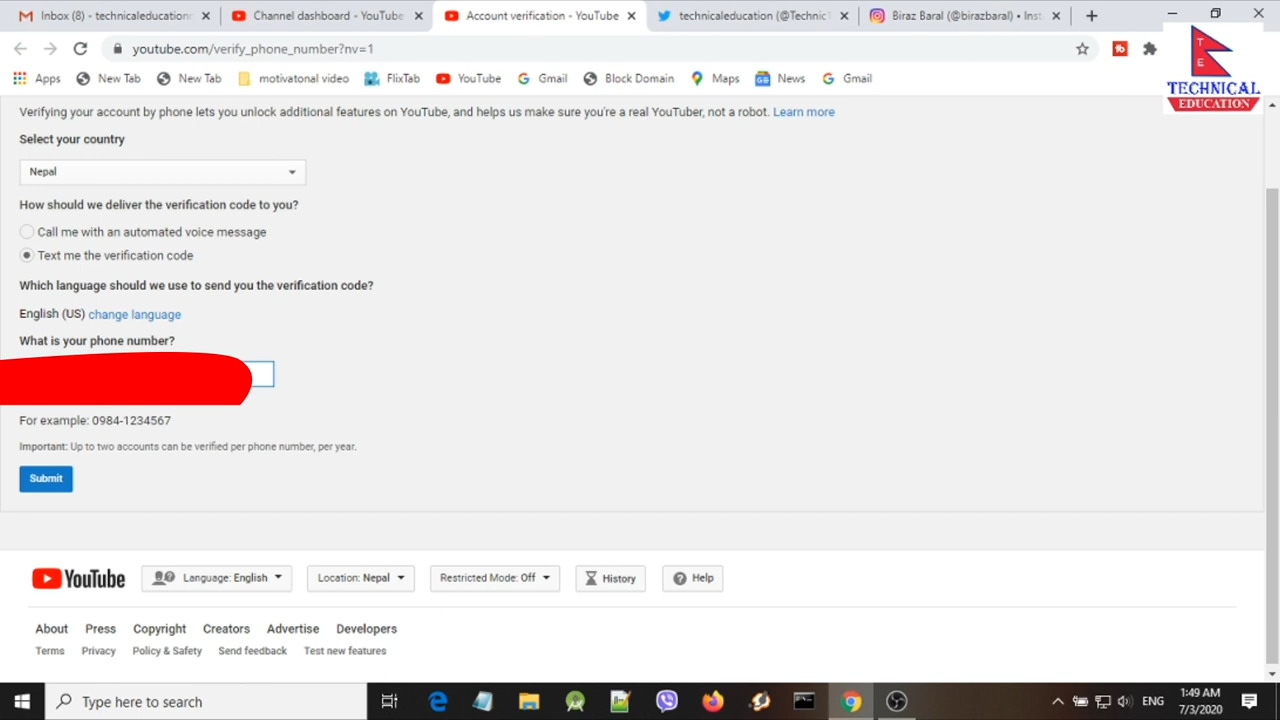 Inbox (8) - technicaleducation
Channel dashboard - YouTube
Account verification - YouTube
technicaleducation (@Technic
Biraz Baral (@birazbaral) • Inst
youtube.com/verify_phone_number?nv=1
Apps
New Tab
New Tab
motivatonal video
FlixTab
YouTube
Gmail
Block Domain
Maps
News
Gmail
T
E
TECHNICAL
EDUCATION
Verifying your account by phone lets you unlock additional features on YouTube, and helps us make sure you're a real YouTuber, not a robot. Learn more
Select your country
Nepal
How should we deliver the verification code to you?
Call me with an automated voice message
Text me the verification code
Which language should we use to send you the verification code?
English (US) change language
What is your phone number?
For example: 0984-1234567
Important: Up to two accounts can be verified per phone number, per year.
Submit
YouTube
Language: English
Location: Nepal
Restricted Mode: Off
History
Help
About Press Copyright Creators Advertise Developers
Terms Privacy Policy & Safety Send feedback Test new features
Type here to search
ENG
1:49 AM
7/3/2020